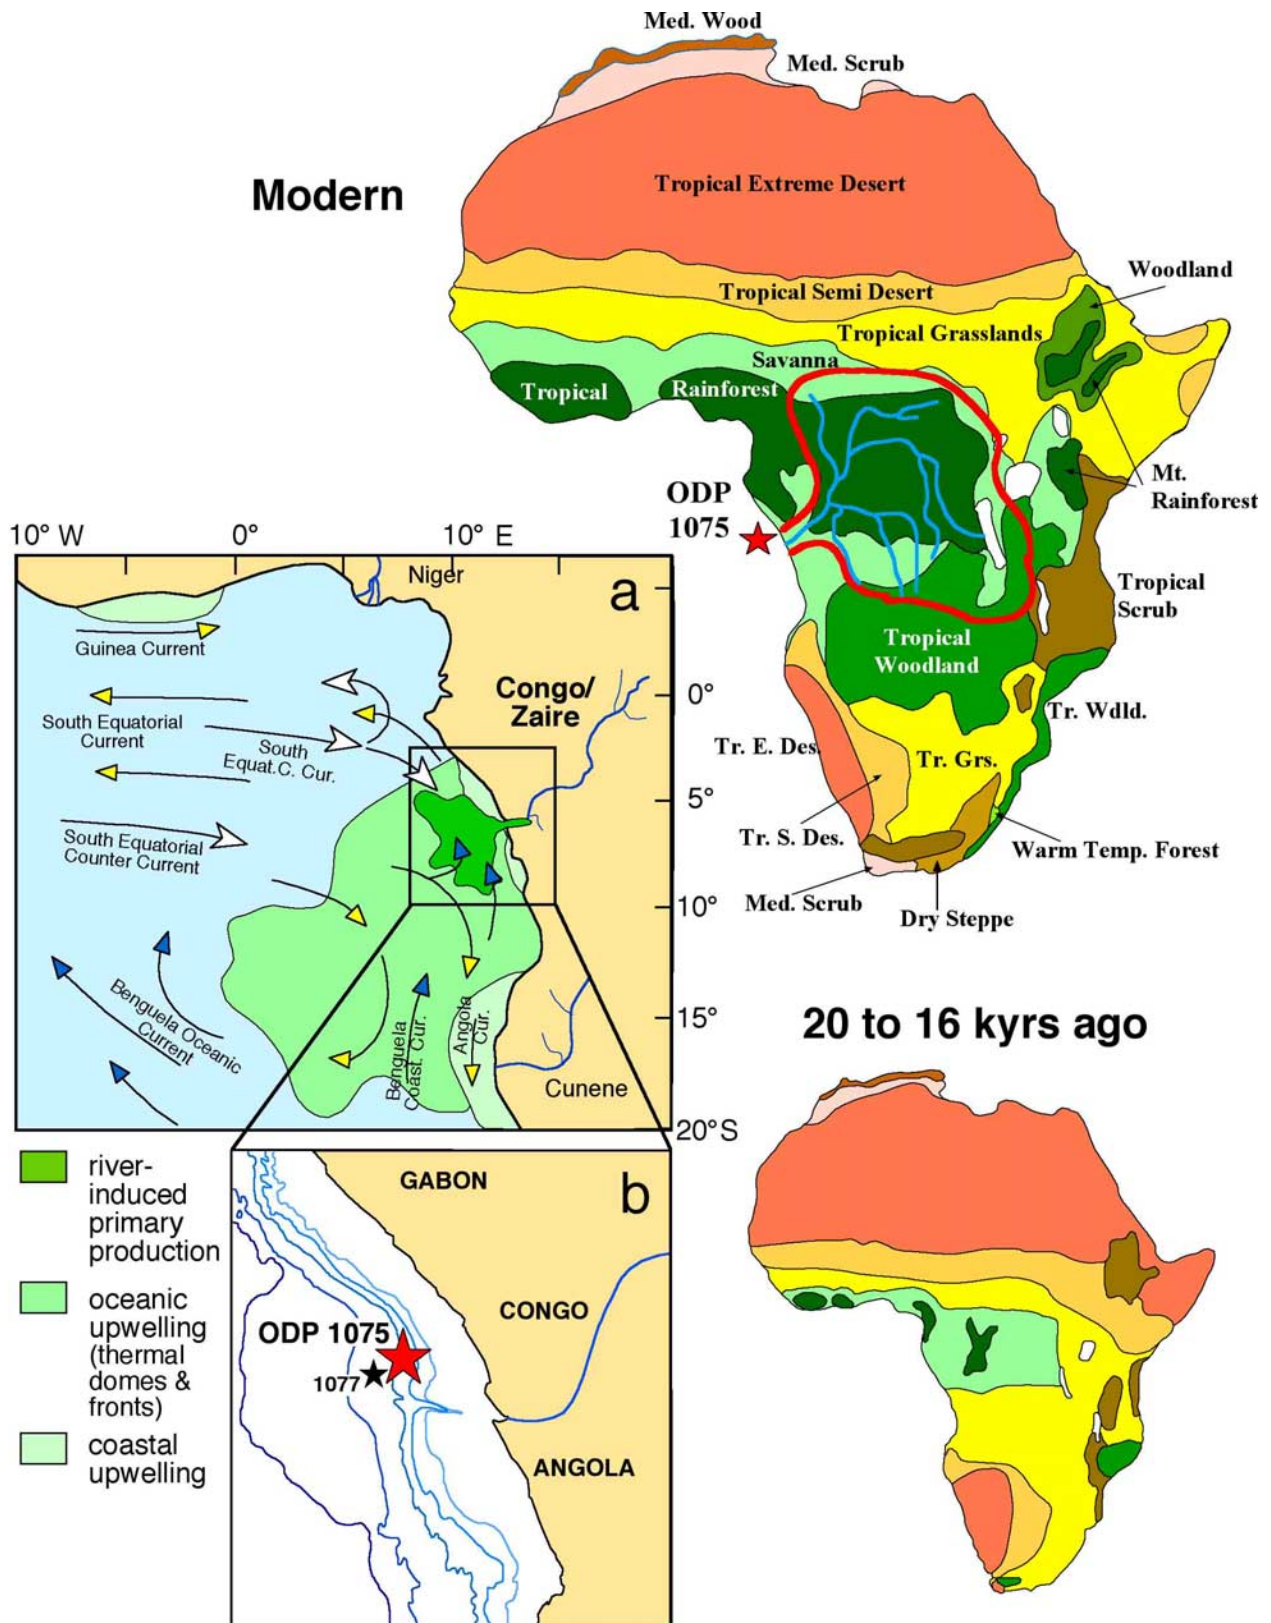 Med. Wood
Med. Scrub
Modern
Tropical Extreme Desert
Woodland
Tropical Semi Desert
Tropical Grasslands
Savanna
Tropical
Rainforest
Mt.
Rainforest
ODP
1075
Tropical
Scrub
Tropical
Woodland
Tr. Wdld.
Tr. E. Des.
Tr. Grs.
Tr. S. Des.
Warm Temp. Forest
Med. Scrub
Dry Steppe
10° W
0°
10° E
Niger
a
Guinea Current
Congo/
Zaire
0°
South Equatorial
Current
South
Equat.C. Cur.
5°
South Equatorial
Counter Current
10°
Benguela Oceanic
Current
Benguela
Coast. Cur.
Angola
Cur.
15°
Cunene
20°S
20 to 16 kyrs ago
river-
induced
primary
production
oceanic
upwelling
(thermal
domes &
fronts)
coastal
upwelling
GABON
b
CONGO
ODP 1075
1077
ANGOLA